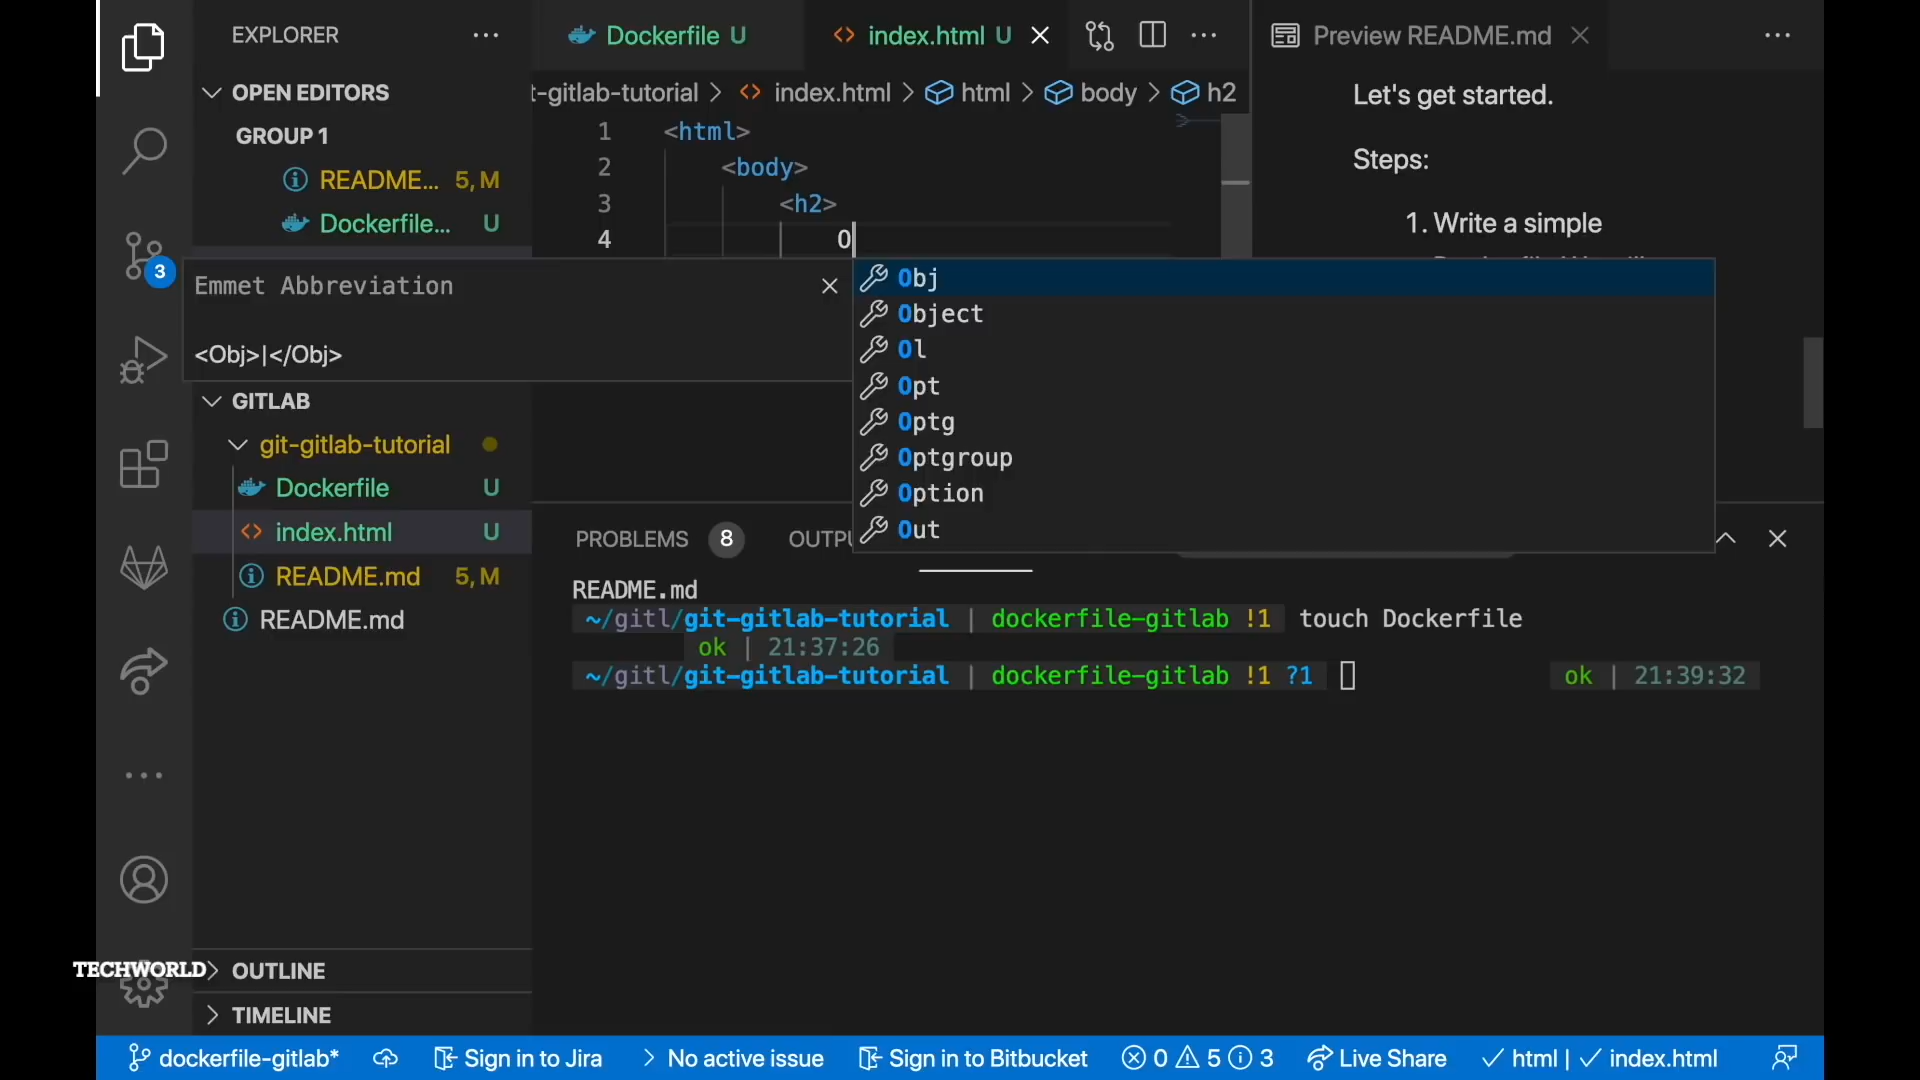 EXPLORER
OPEN EDITORS
GROUP 1
README... 5, M
Dockerfile... U
3
Emmet Abbreviation
<Obj>|</Obj>
GITLAB
git-gitlab-tutorial
Dockerfile U
index.html U
README.md 5, M
README.md
OUTLINE
TIMELINE
TECHWORLD
Dockerfile U
index.html U
t-gitlab-tutorial > <> index.html > html > body > h2
1 <html>
2 <body>
3 <h2>
4 O
Obj
Object
Ol
Opt
Optg
Optgroup
Option
Out
Preview README.md
Let's get started.
Steps:
1. Write a simple
PROBLEMS 8 OUTPU
README.md
~/gitl/git-gitlab-tutorial | dockerfile-gitlab !1 touch Dockerfile
ok | 21:37:26
~/gitl/git-gitlab-tutorial | dockerfile-gitlab !1 ?1 ok | 21:39:32
dockerfile-gitlab* Sign in to Jira > No active issue Sign in to Bitbucket 0 5 3 Live Share ✓ html | ✓ index.html